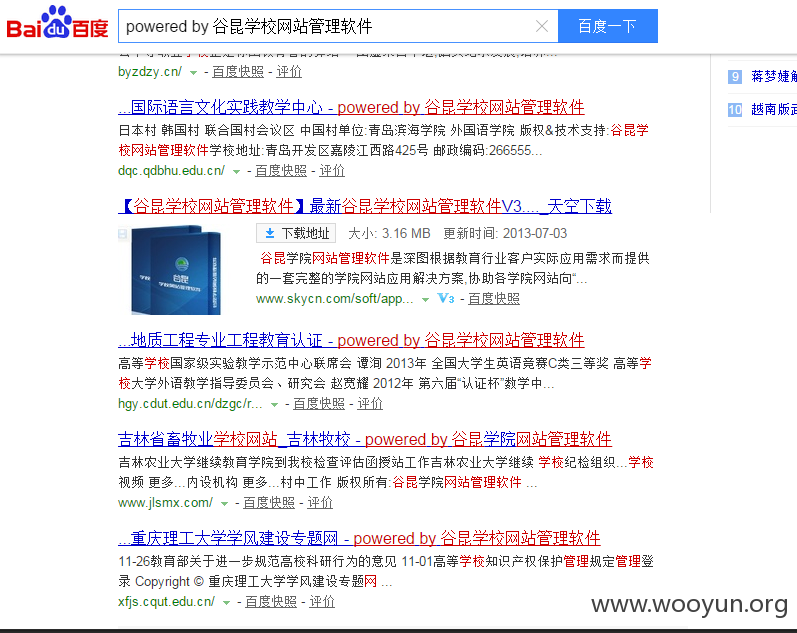 Bai du 百度
powered by 谷昆学校网站管理软件
百度一下
byzdzy.cn/ - 百度快照 - 评价
9 蒋梦婕解
10 越南版武
...国际语言文化实践教学中心 - powered by 谷昆学校网站管理软件
日本村 韩国村 联合国村会议区 中国村单位:青岛滨海学院 外国语学院 版权&技术支持:谷昆学
校网站管理软件学校地址:青岛开发区嘉陵江西路425号 邮政编码:266555...
dqc.qdbhu.edu.cn/ - 百度快照 - 评价
【谷昆学校网站管理软件】最新谷昆学校网站管理软件V3...._天空下载
下载地址 大小: 3.16 MB 更新时间: 2013-07-03
谷昆学院网站管理软件是深图根据教育行业客户实际应用需求而提供
的一套完整的学院网站应用解决方案,协助各学院网站向“...
www.skycn.com/soft/app... V3 - 百度快照
谷昆
学校网站管理软件
...地质工程专业工程教育认证 - powered by 谷昆学校网站管理软件
高等学校国家级实验教学示范中心联席会 谭洵 2013年 全国大学生英语竞赛C类三等奖 高等学
校大学外语教学指导委员会、研究会 赵宽耀 2012年 第六届“认证杯”数学中...
hgy.cdut.edu.cn/dzgc/r... - 百度快照 - 评价
吉林省畜牧业学校网站_吉林牧校 - powered by 谷昆学院网站管理软件
吉林农业大学继续教育学院到我校检查评估函授站工作吉林农业大学继续 学校纪检组织...学校
视频 更多...内设机构 更多...村中工作 版权所有:谷昆学院网站管理软件 ...
www.jlsmx.com/ - 百度快照 - 评价
...重庆理工大学学风建设专题网 - powered by 谷昆学校网站管理软件
11-26教育部关于进一步规范高校科研行为的意见 11-01高等学校知识产权保护管理规定管理登
录 Copyright © 重庆理工大学学风建设专题网 ...
xfjs.cqut.edu.cn/ - 百度快照 - 评价
www.wooyun.org